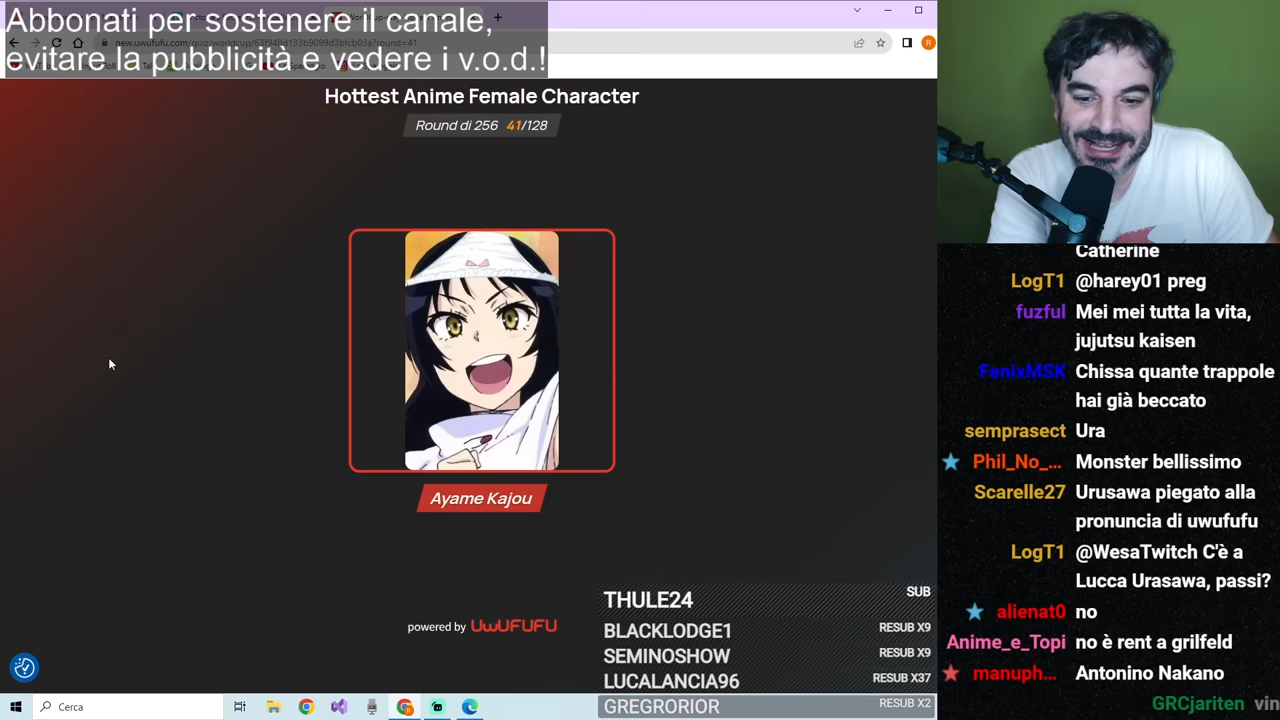 Abbonati per sostenere il canale,
evitare la pubblicità e vedere i v.o.d.!
Hottest Anime Female Character
Round di 256 41/128
Ayame Kajou
powered by UwUFUFU
THULE24 SUB
BLACKLODGE1 RESUB X9
SEMINOSHOW RESUB X9
LUCALANCIA96 RESUB X37
GREGRORIOR RESUB X2
Cerca
Catherine
LogT1 @harey01 preg
fuzful Mei mei tutta la vita,
jujutsu kaisen
FenixMSK Chissa quante trappole
hai già beccato
semprasect Ura
Phil_No_... Monster bellissimo
Scarelle27 Urusawa piegato alla
pronuncia di uwufufu
LogT1 @WesaTwitch C'è a
Lucca Urasawa, passi?
alienat0 no
Anime_e_Topi no è rent a grilfeld
manuph... Antonino Nakano
GRCjariten vin